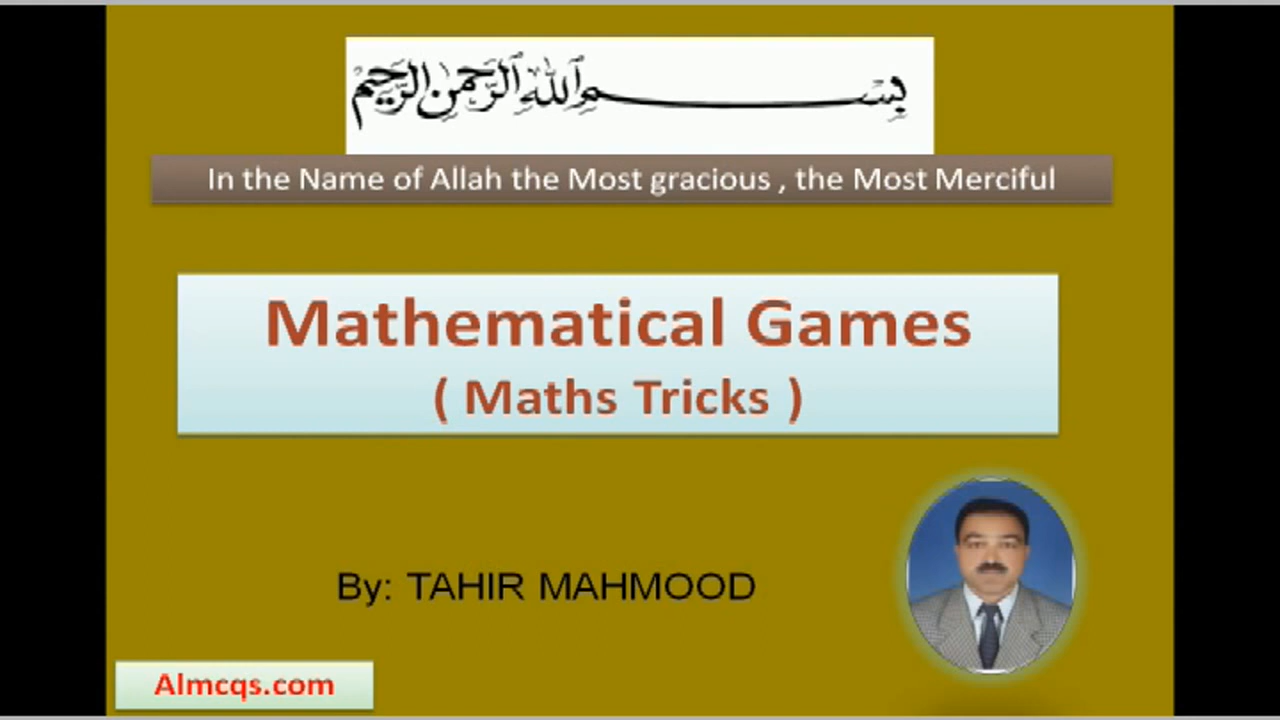 بسم الله الرحمن الرحيم
In the Name of Allah the Most gracious , the Most Merciful
Mathematical Games
( Maths Tricks )
By: TAHIR MAHMOOD
Almcqs.com